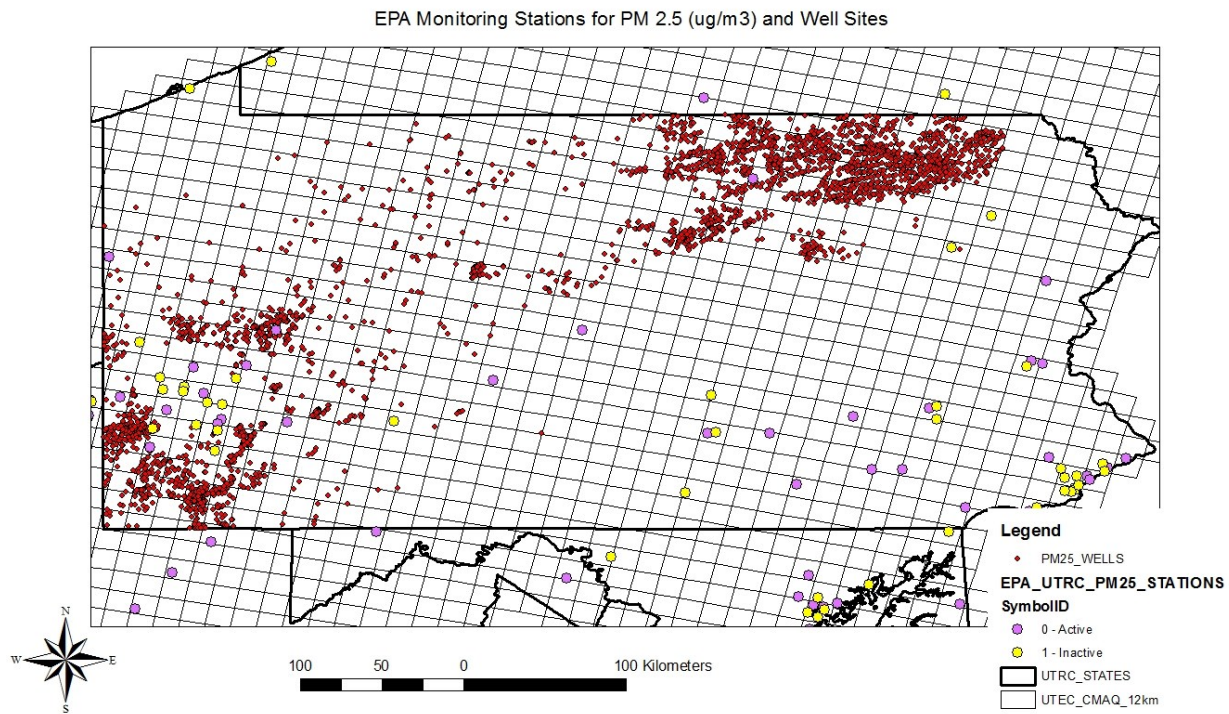 EPA Monitoring Stations for PM 2.5 (ug/m3) and Well Sites
Legend
PM25_WELLS
EPA_UTRC_PM25_STATIONS
SymbolID
0 - Active
1 - Inactive
UTRC_STATES
UTEC_CMAQ_12km
N
W E
S
100 50 0 100 Kilometers